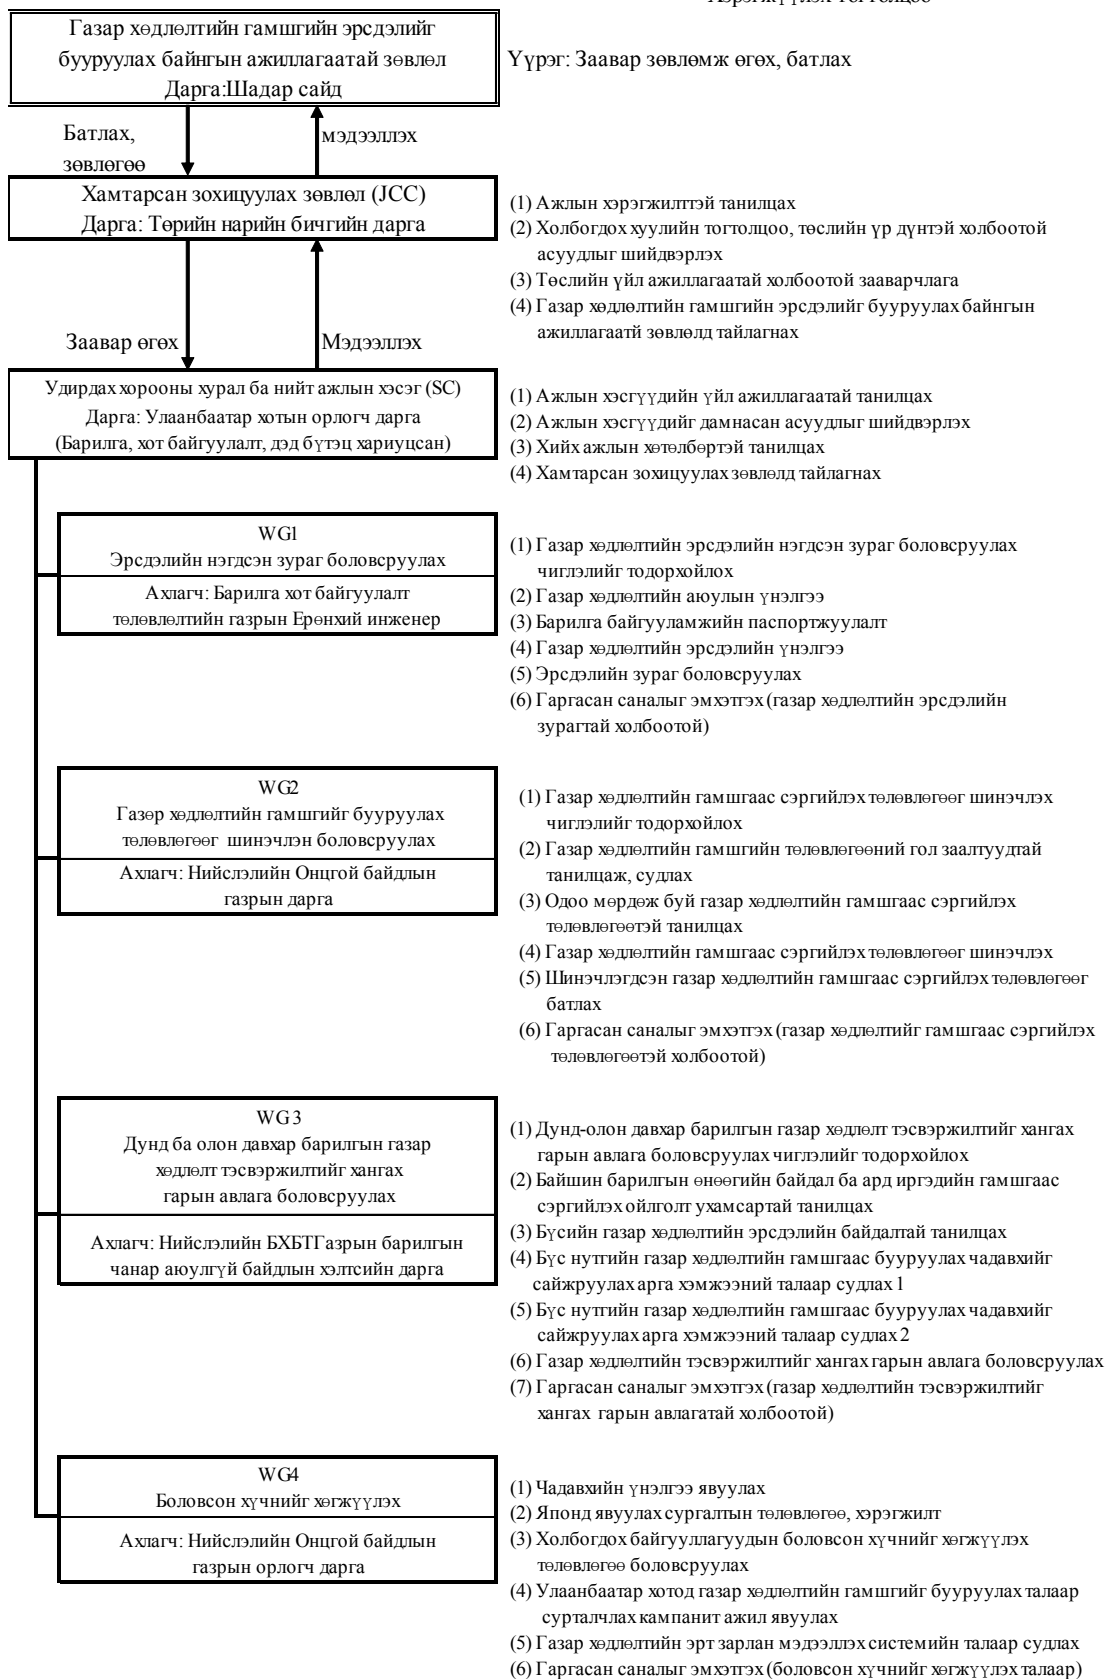 Газар хөдлөлтийн гамшгийн эрсдэлийг
бууруулах байнгын ажиллагаатай зөвлөл
Дарга:Шадар сайд
Үүрэг: Заавар зөвлөмж өгөх, батлах
Батлах,
зөвлөгөө
мэдээллэх
Хамтарсан зохицуулах зөвлөл (JCC)
Дарга: Төрийн нарийн бичгийн дарга
(1) Ажлын хэрэгжилттэй танилцах
(2) Холбогдох хуулийн тогтолцоо, төслийн үр дүнтэй холбоотой
асуудлыг шийдвэрлэх
(3) Төслийн үйл ажиллагаатай холбоотой зааварчлага
(4) Газар хөдлөлтийн гамшгийн эрсдэлийг бууруулах байнгын
ажиллагаатй зөвлөлд тайлагнах
Заавар өгөх
Мэдээллэх
Удирдах хорооны хурал ба нийт ажлын хэсэг (SC)
Дарга: Улаанбаатар хотын орлогч дарга
(Барилга, хот байгуулалт, дэд бүтэц хариуцсан)
(1) Ажлын хэсгүүдийн үйл ажиллагаатай танилцах
(2) Ажлын хэсгүүдийг дамнасан асуудлыг шийдвэрлэх
(3) Хийх ажлын хөтөлбөртэй танилцах
(4) Хамтарсан зохицуулах зөвлөлд тайлагнах
WG1
Эрсдэлийн нэгдсэн зураг боловсруулах
Ахлагч: Барилга хот байгуулалт
төлөвлөлтийн газрын Ерөнхий инженер
(1) Газар хөдлөлтийн эрсдэлийн нэгдсэн зураг боловсруулах
чиглэлийг тодорхойлох
(2) Газар хөдлөлтийн аюулын үнэлгээ
(3) Барилга байгууламжийн паспортжуулалт
(4) Газар хөдлөлтийн эрсдэлийн үнэлгээ
(5) Эрсдэлийн зураг боловсруулах
(6) Гаргасан саналыг эмхэтгэх (газар хөдлөлтийн эрсдэлийн
зурагтай холбоотой)
WG2
Газөр хөдлөлтийн гамшгийг бууруулах
төлөвлөгөөг шинэчлэн боловсруулах
Ахлагч: Нийслэлийн Онцгой байдлын
газрын дарга
(1) Газар хөдлөлтийн гамшгаас сэргийлэх төлөвлөгөөг шинэчлэх
чиглэлийг тодорхойлох
(2) Газар хөдлөлтийн гамшгийн төлөвлөгөөний гол заалтуудтай
танилцаж, судлах
(3) Одоо мөрдөж буй газар хөдлөлтийн гамшгаас сэргийлэх
төлөвлөгөөтэй танилцах
(4) Газар хөдлөлтийн гамшгаас сэргийлэх төлөвлөгөөг шинэчлэх
(5) Шинэчлэгдсэн газар хөдлөлтийн гамшгаас сэргийлэх төлөвлөгөөг
батлах
(6) Гаргасан саналыг эмхэтгэх (газар хөдлөлтийг гамшгаас сэргийлэх
төлөвлөгөөтэй холбоотой)
WG3
Дунд ба олон давхар барилгын газар
хөдлөлт тэсвэржилтийг хангах
гарын авлага боловсруулах
Ахлагч: Нийслэлийн БХБТГазрын барилгын
чанар аюулгүй байдлын хэлтсийн дарга
(1) Дунд-олон давхар барилгын газар хөдлөлт тэсвэржилтийг хангах
гарын авлага боловсруулах чиглэлийг тодорхойлох
(2) Байшин барилгын өнөөгийн байдал ба ард иргэдийн гамшгаас
сэргийлэх ойлголт ухамсартай танилцах
(3) Бүсийн газар хөдлөлтийн эрсдэлийн байдалтай танилцах
(4) Бүс нутгийн газар хөдлөлтийн гамшгаас бууруулах чадавхийг
сайжруулах арга хэмжээний талаар судлах 1
(5) Бүс нутгийн газар хөдлөлтийн гамшгаас бууруулах чадавхийг
сайжруулах арга хэмжээний талаар судлах 2
(6) Газар хөдлөлтийн тэсвэржилтийг хангах гарын авлага боловсруулах
(7) Гаргасан саналыг эмхэтгэх (газар хөдлөлтийн тэсвэржилтийг
хангах гарын авлагатай холбоотой)
WG4
Боловсон хүчнийг хөгжүүлэх
Ахлагч: Нийслэлийн Онцгой байдлын
газрын орлогч дарга
(1) Чадавхийн үнэлгээ явуулах
(2) Японд явуулах сургалтын төлөвлөгөө, хэрэгжилт
(3) Холбогдох байгууллагуудын боловсон хүчнийг хөгжүүлэх
төлөвлөгөө боловсруулах
(4) Улаанбаатар хотод газар хөдлөлтийн гамшгийг бууруулах талаар
сурталчлах кампанит ажил явуулах
(5) Газар хөдлөлтийн эрт зарлан мэдээллэх системийн талаар судлах
(6) Гаргасан саналыг эмхэтгэх (боловсон хүчнийг хөгжүүлэх талаар)